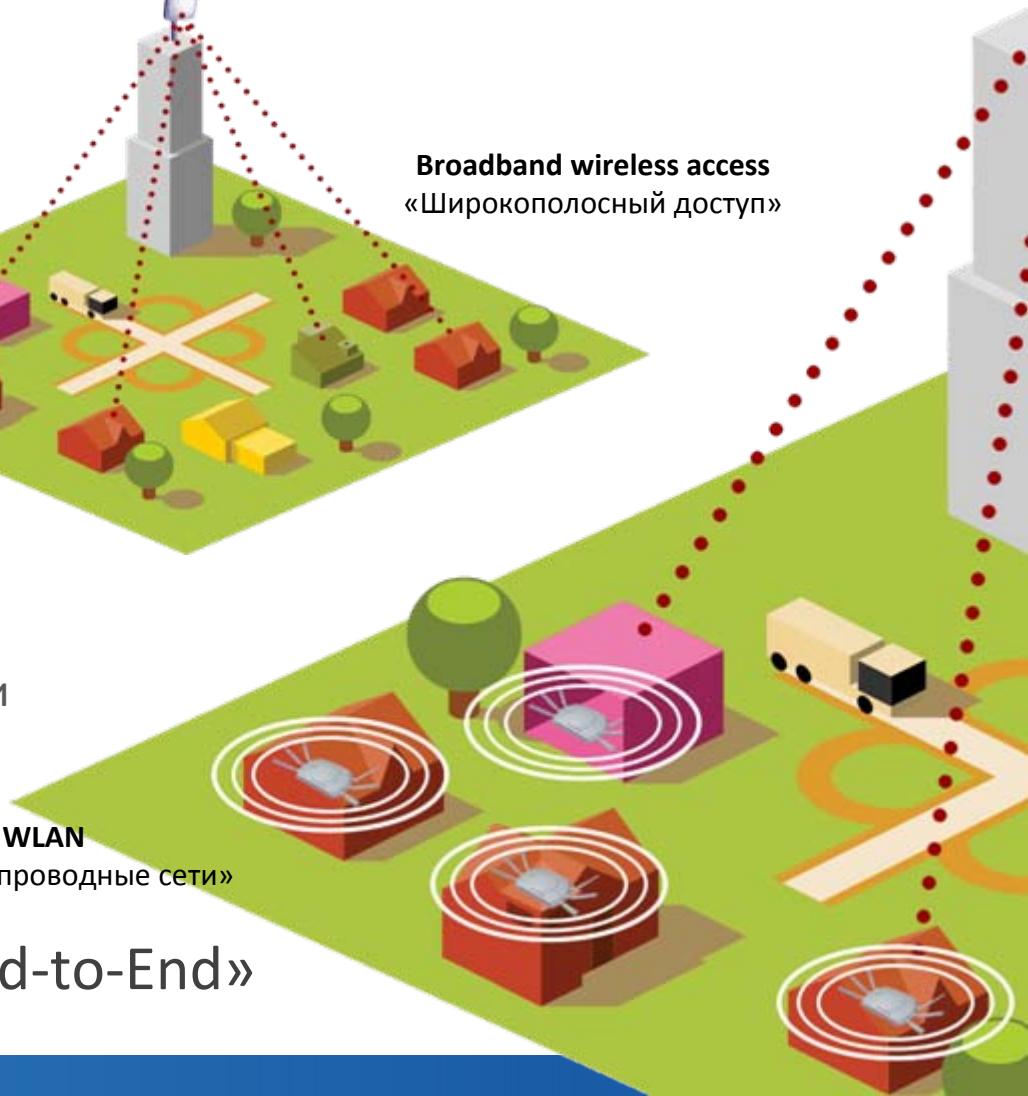 Broadband wireless access
«Широкополосный доступ»
и
WLAN
проводные сети»
d-to-End»